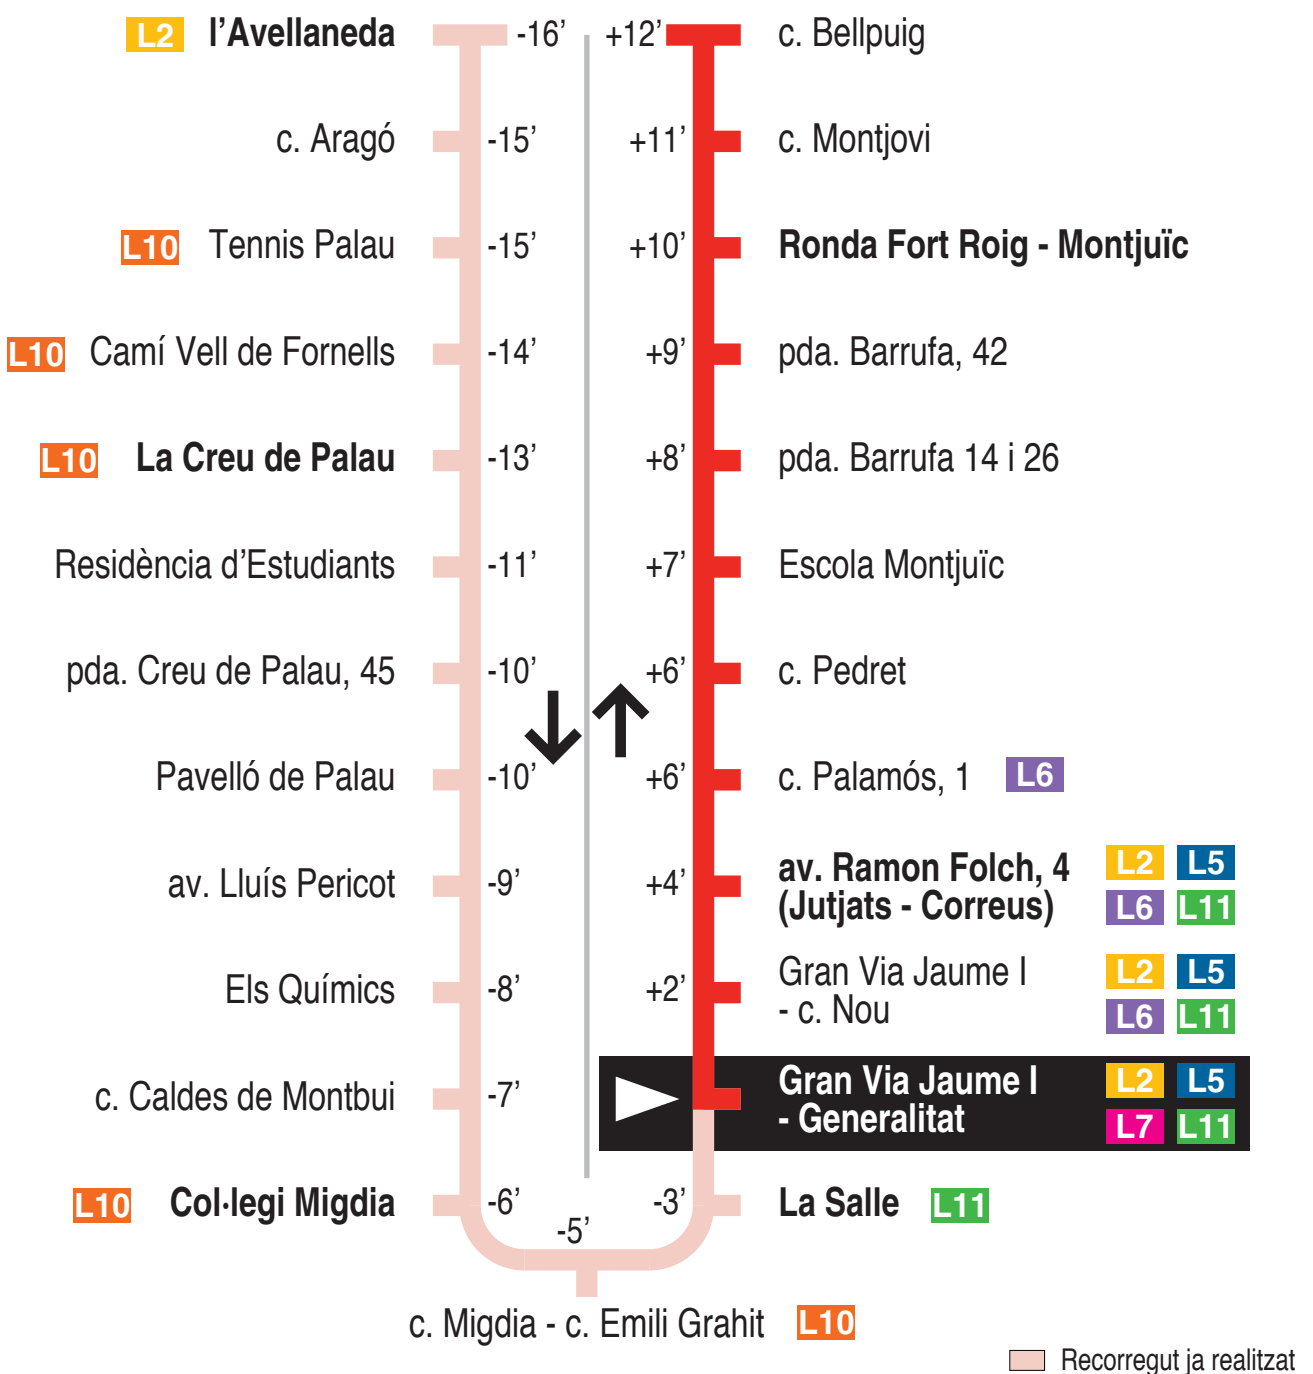 L2 l’Avellaneda -16’ +12’ c. Bellpuig
c. Aragó -15’ +11’ c. Montjovi
L10 Tennis Palau -15’ +10’ Ronda Fort Roig - Montjuïc
L10 Camí Vell de Fornells -14’ +9’ pda. Barrufa, 42
L10 La Creu de Palau -13’ +8’ pda. Barrufa 14 i 26
Residència d’Estudiants -11’ +7’ Escola Montjuïc
pda. Creu de Palau, 45 -10’ +6’ c. Pedret
Pavelló de Palau -10’ +6’ c. Palamós, 1 L6
av. Lluís Pericot -9’ +4’ av. Ramon Folch, 4 L2 L5
(Jutjats - Correus) L6 L11
Els Químics -8’ +2’ Gran Via Jaume I L2 L5
- c. Nou L6 L11
c. Caldes de Montbui -7’ Gran Via Jaume I L2 L5
- Generalitat L7 L11
L10 Col·legi Migdia -6’ -3’ La Salle L11
-5’
c. Migdia - c. Emili Grahit L10
Recorregut ja realitzat